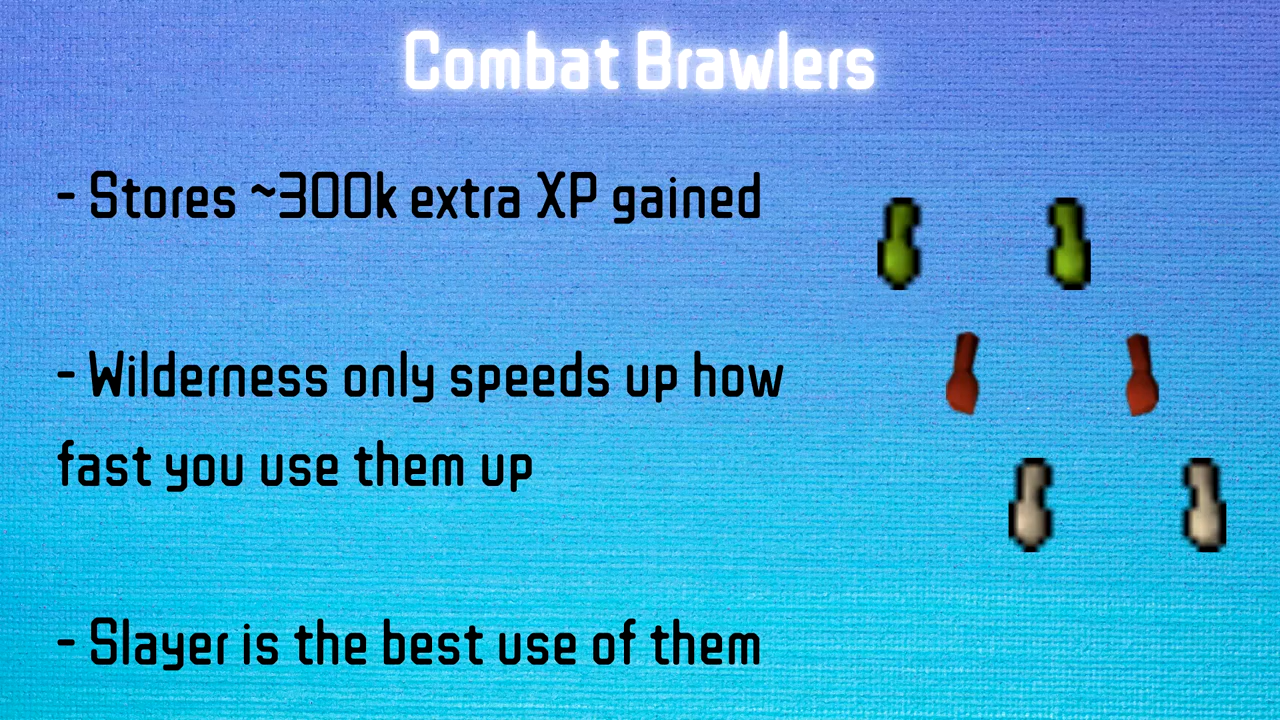 Combat Brawlers
- Stores ~300k extra XP gained
- Wilderness only speeds up how
fast you use them up
- Slayer is the best use of them